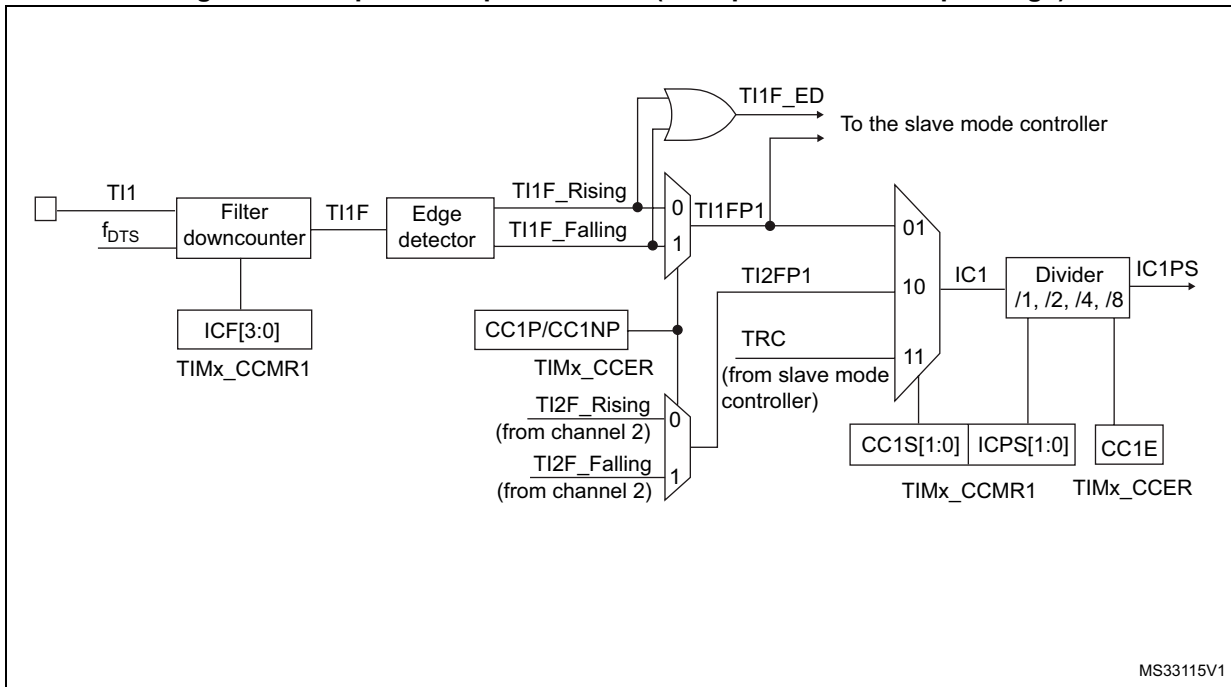 TI1F_ED
To the slave mode controller
TI1
f_DTS
Filter
downcounter
TI1F
Edge
detector
TI1F_Rising
TI1F_Falling
0
1
TI1FP1
01
TI2FP1
10
IC1
Divider
/1, /2, /4, /8
IC1PS
ICF[3:0]
TIMx_CCMR1
CC1P/CC1NP
TIMx_CCER
TRC
11
(from slave mode
controller)
TI2F_Rising
0
(from channel 2)
TI2F_Falling
1
(from channel 2)
CC1S[1:0]
ICPS[1:0]
CC1E
TIMx_CCMR1
TIMx_CCER
MS33115V1